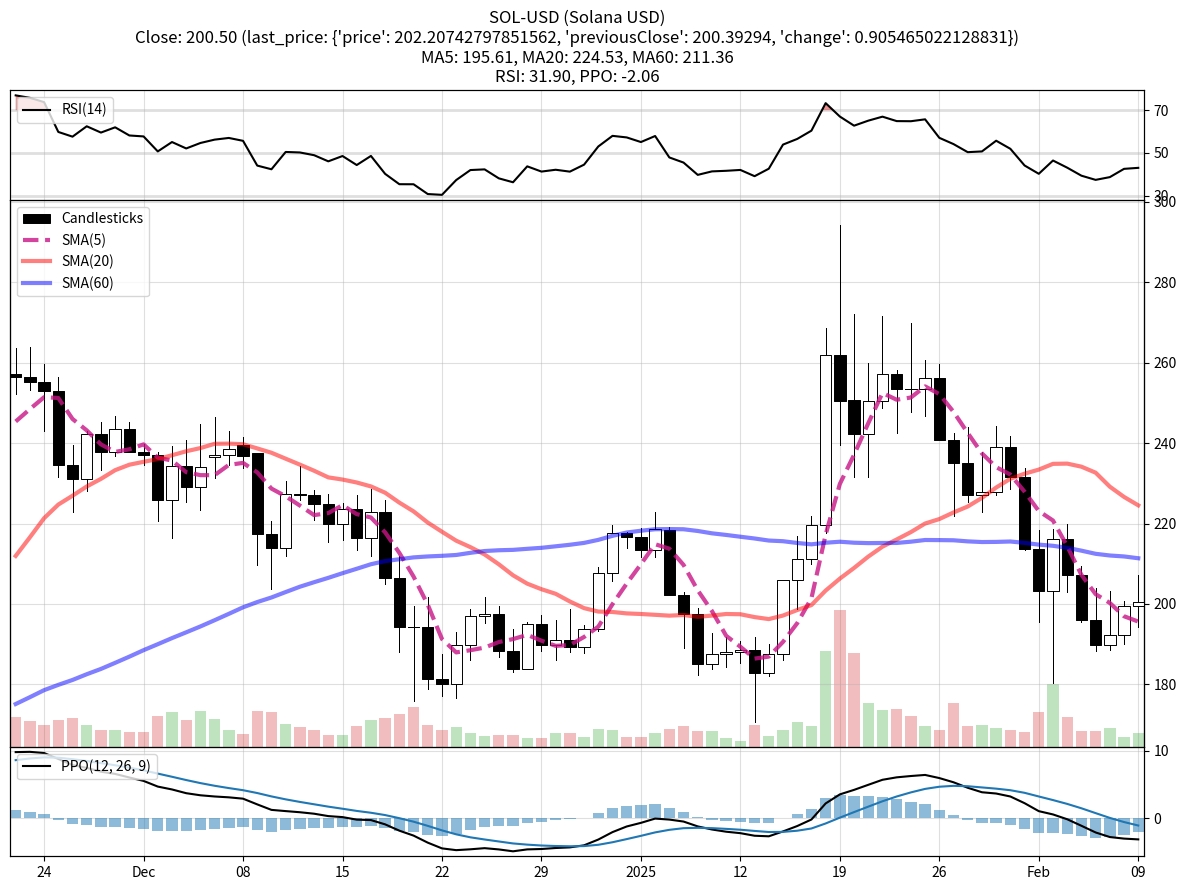 SOL-USD (Solana USD)
Close: 200.50 (last_price: {'price': 202.20742797851562, 'previousClose': 200.39294, 'change': 0.905465022128831})
MA5: 195.61, MA20: 224.53, MA60: 211.36
RSI: 31.90, PPO: -2.06
RSI(14)
70
50
30
300
Candlesticks
SMA(5)
SMA(20)
SMA(60)
280
260
240
220
200
180
PPO(12, 26, 9)
10
0
24 Dec 08 15 22 29 2025 12 19 26 Feb 09